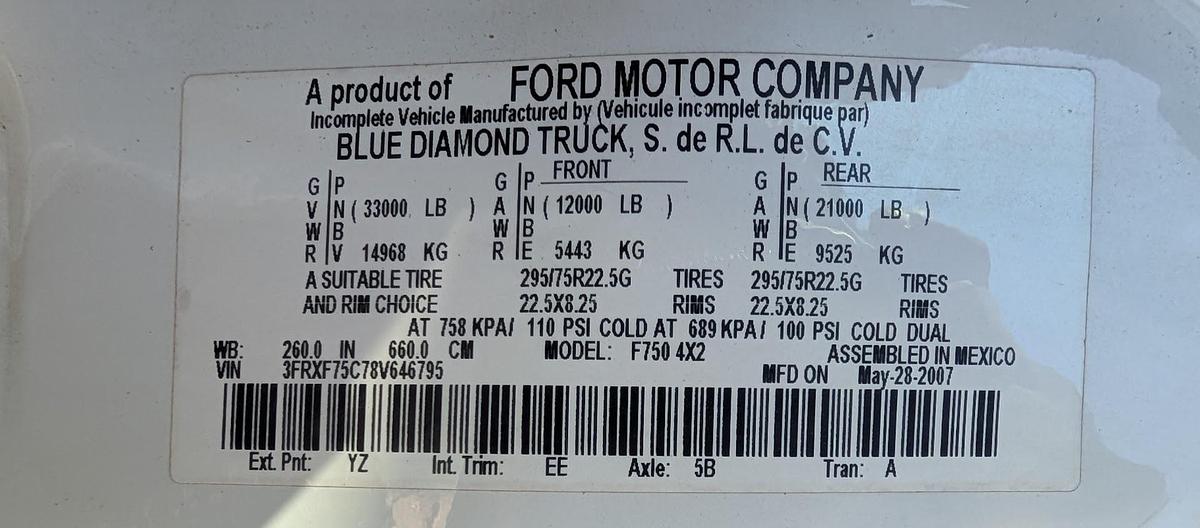 A product of FORD MOTOR COMPANY
Incomplete Vehicle Manufactured by (Vehicule incomplet fabrique par)
BLUE DIAMOND TRUCK, S. de R.L. de C.V.
FRONT REAR
G P G P G P
V N ( 33000 LB ) A N ( 12000 LB ) A N ( 21000 LB )
W B W B W B
R V 14968 KG R E 5443 KG R E 9525 KG
A SUITABLE TIRE 295/75R22.5G TIRES 295/75R22.5G TIRES
AND RIM CHOICE 22.5X8.25 RIMS 22.5X8.25 RIMS
AT 758 KPA/ 110 PSI COLD AT 689 KPA/ 100 PSI COLD DUAL
WB: 260.0 IN 660.0 CM MODEL: F750 4X2 ASSEMBLED IN MEXICO
VIN 3FRXF75C78V646795 MFD ON May-28-2007
Ext. Pnt: YZ Int. Trim: EE Axle: 5B Tran: A